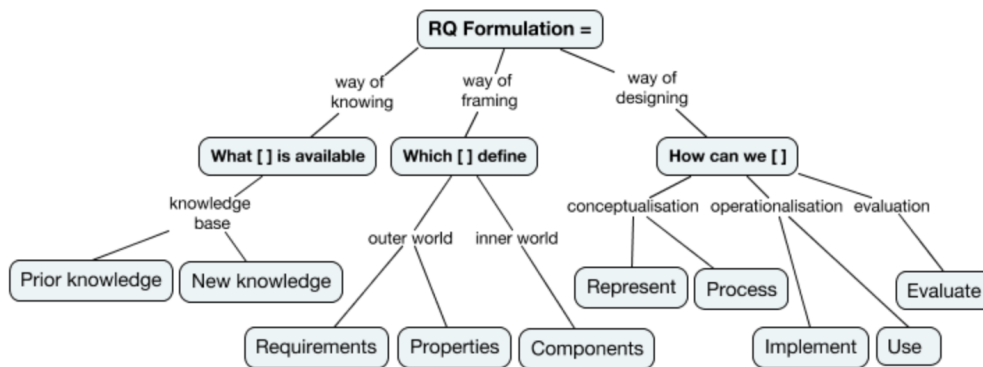 RQ Formulation =
way of
knowing
way of
framing
way of
designing
What [ ] is available
Which [ ] define
How can we [ ]
knowledge
base
conceptualisation
operationalisation
evaluation
outer world
inner world
Prior knowledge
New knowledge
Represent
Process
Evaluate
Requirements
Properties
Components
Implement
Use